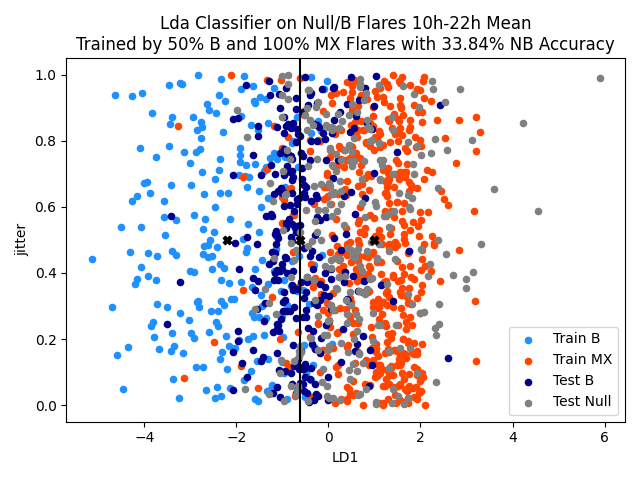 Lda Classifier on Null/B Flares 10h-22h Mean
Trained by 50% B and 100% MX Flares with 33.84% NB Accuracy
1.0
0.8
0.6
0.4
0.2
0.0
jitter
Train B
Train MX
Test B
Test Null
−4
−2
0
2
4
6
LD1